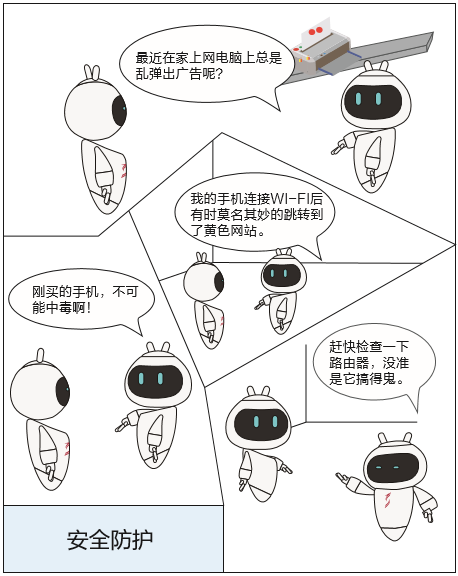 最近在家上网电脑上总是
乱弹出广告呢?
我的手机连接WI-FI后
有时莫名其妙的跳转到
了黄色网站。
刚买的手机，不可
能中毒啊！
赶快检查一下
路由器，没准
是它搞得鬼。
安全防护